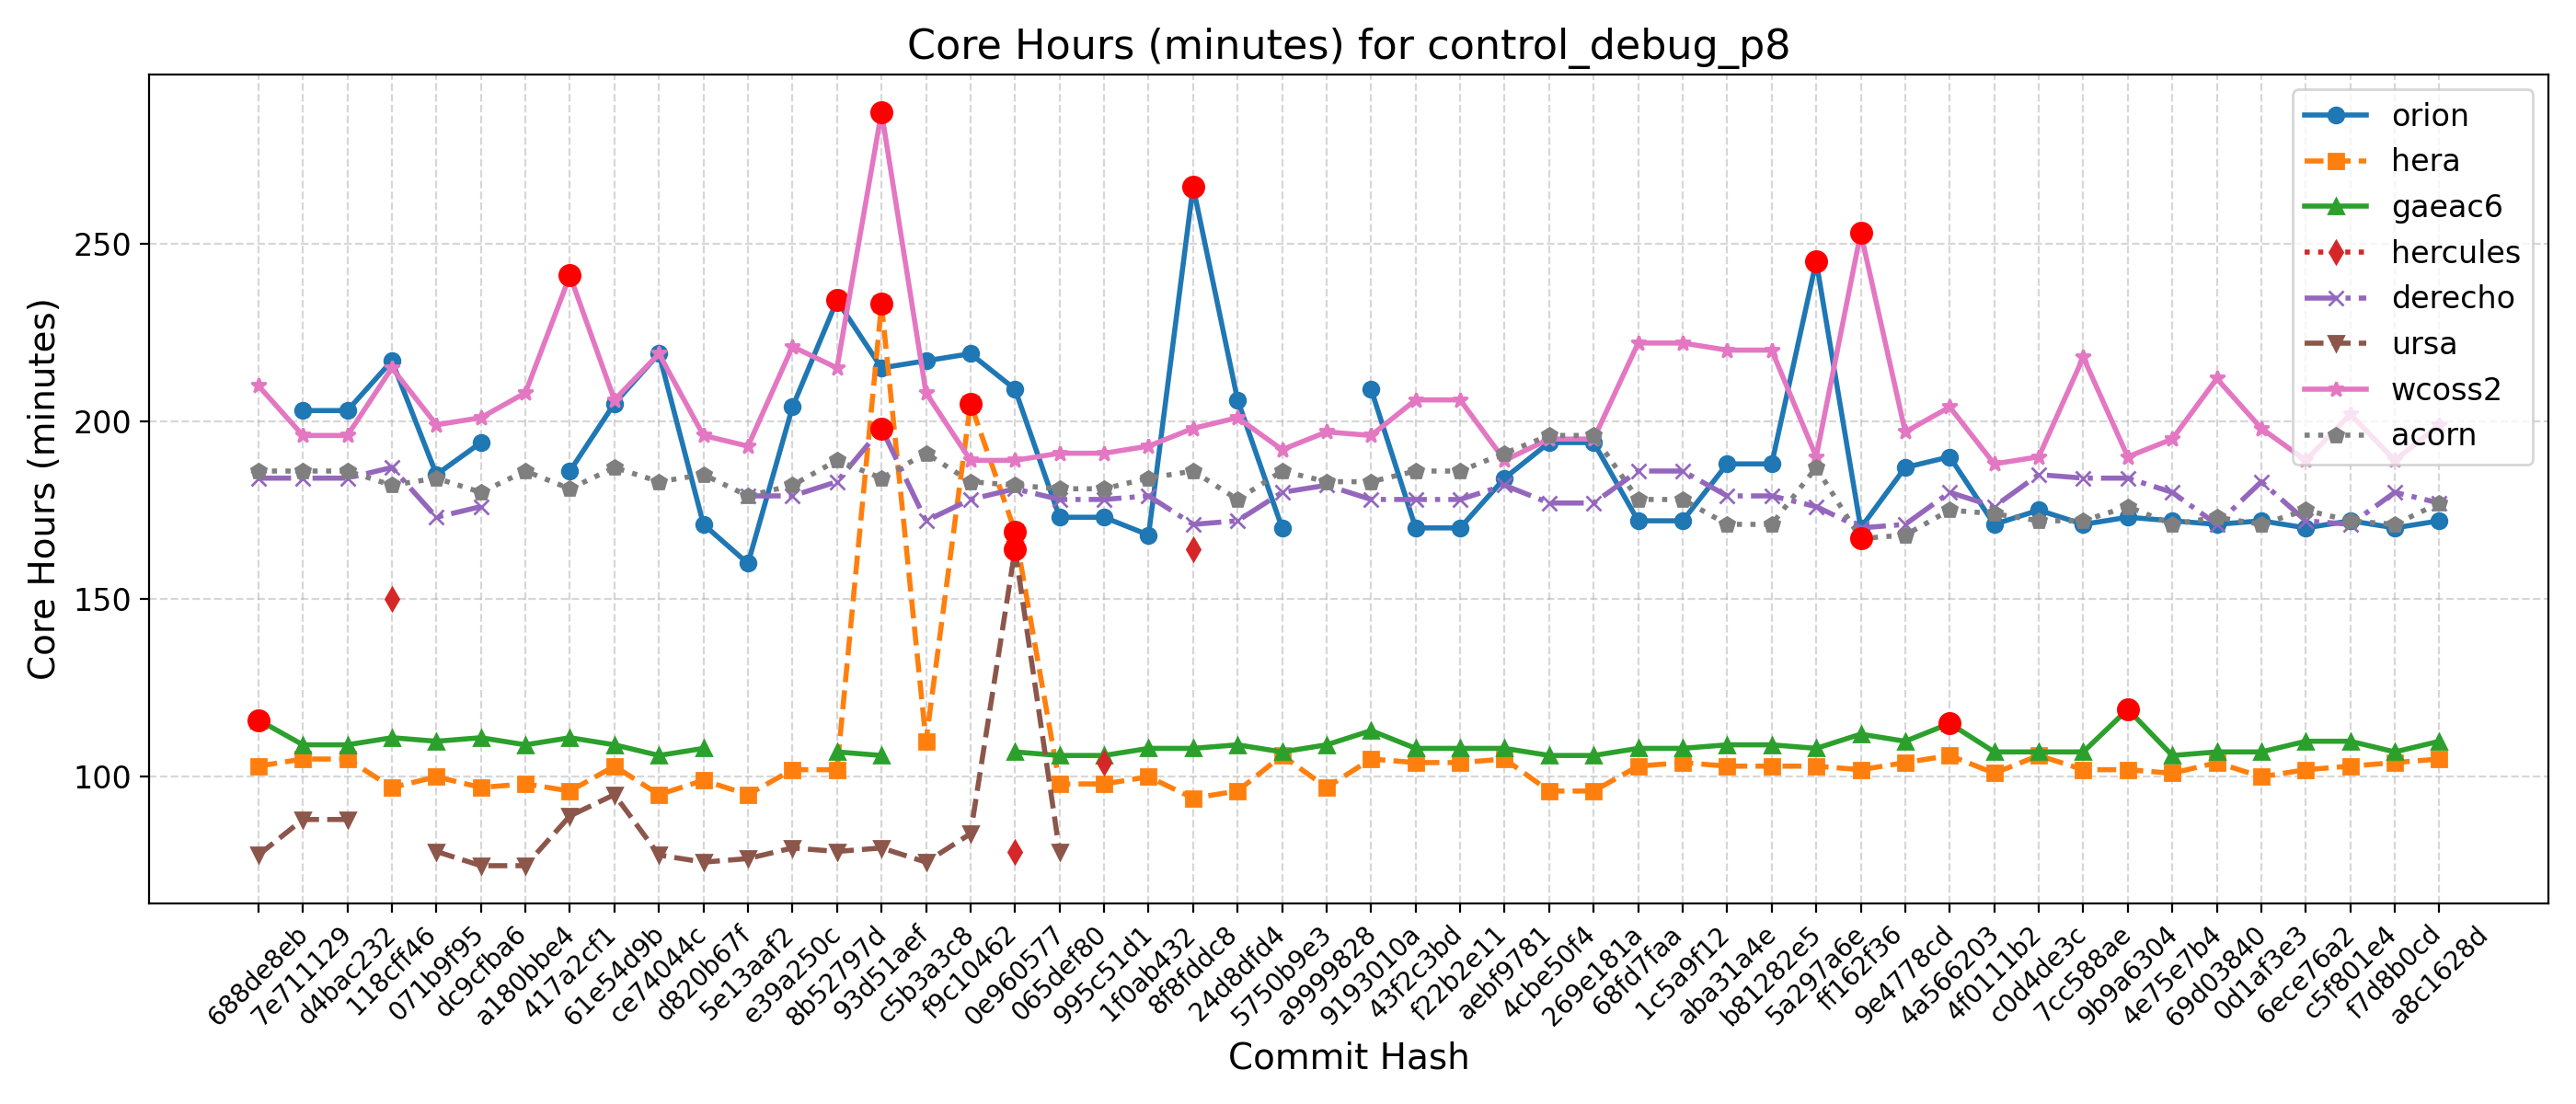 Core Hours (minutes) for control_debug_p8
Core Hours (minutes)
250
200
150
100
orion
hera
gaeac6
hercules
derecho
ursa
wcoss2
acorn
688de8eb
7e711129
d4bac232
118cff46
071b9f95
dc9cfba6
a180bbe4
417a2cf1
61e54d9b
ce74044c
d820b67f
5e13aaf2
e39a250c
8b52797d
93d51aef
c5b3a3c8
f9c10462
0e960577
065def80
995c51d1
1f0ab432
8f8fddc8
24d8dfd4
5750b9e3
a9999828
9193010a
43f2c3bd
f22b2e11
aebf9781
4cbe50f4
269e181a
68fd7faa
1c5a9f12
aba31a4e
b81282e5
5a297a6e
ff162f36
9e4778cd
4a566203
4f0111b2
c0d4de3c
7cc588ae
9b9a6304
4e75e7b4
69d03840
0d1af3e3
6ece76a2
c5f801e4
f7d8b0cd
a8c1628d
Commit Hash